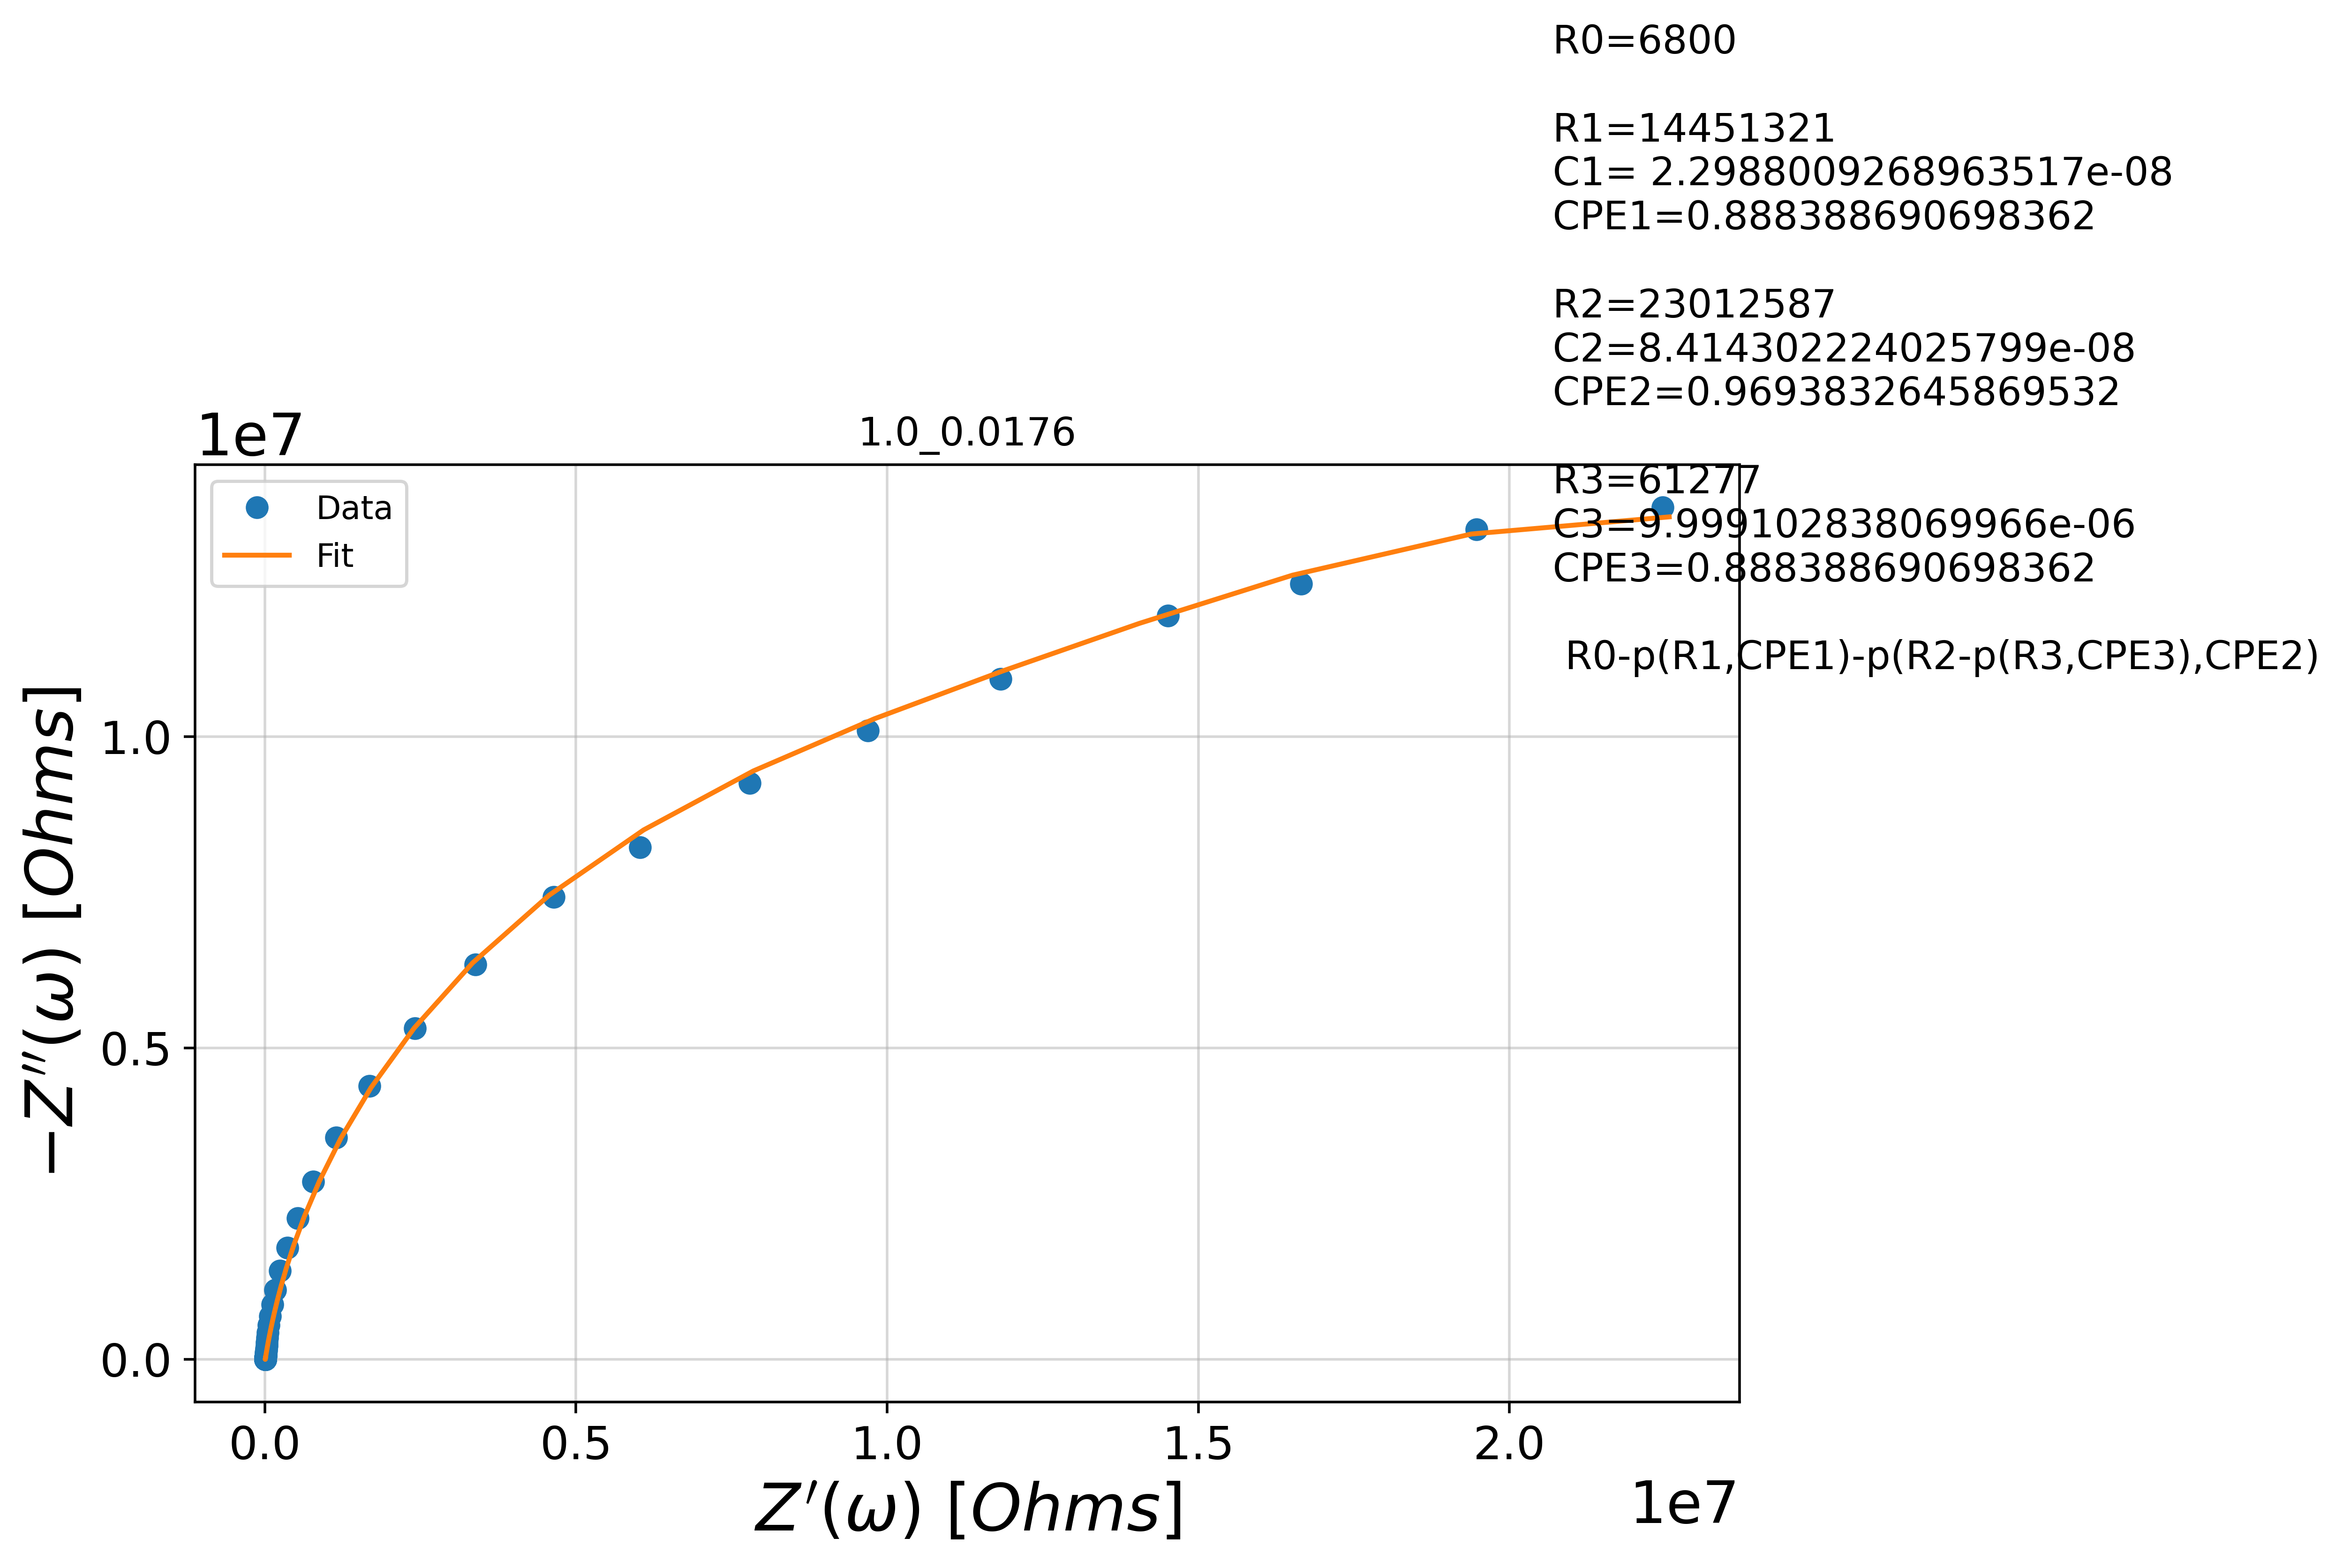 R0=6800
R1=14451321
C1= 2.2988009268963517e-08
CPE1=0.888388690698362
R2=23012587
C2=8.414302224025799e-08
CPE2=0.9693832645869532
1e7
1.0_0.0176
R3=61277
C3=9.999102838069966e-06
CPE3=0.888388690698362
R0-p(R1,CPE1)-p(R2-p(R3,CPE3),CPE2)
Data
Fit
−Z′′(ω) [Ohms]
1.0
0.5
0.0
0.0 0.5 1.0 1.5 2.0
Z′(ω) [Ohms]
1e7